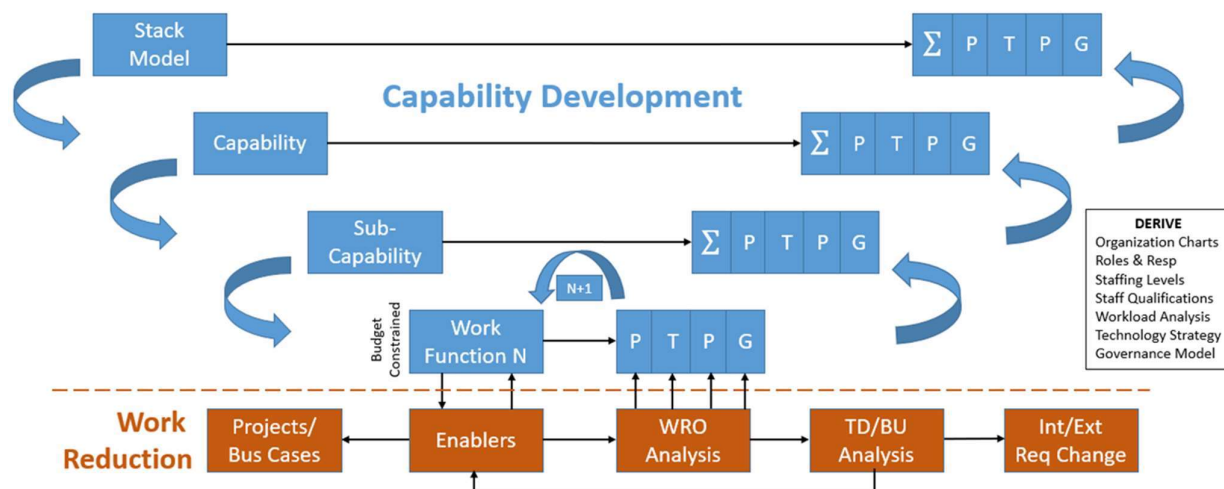 Stack
Model
Σ P T P G
Capability Development
Capability
Σ P T P G
Sub-
Capability
Σ P T P G
DERIVE
Organization Charts
Roles & Resp
Staffing Levels
Staff Qualifications
Workload Analysis
Technology Strategy
Governance Model
N+1
Budget
Constrained
Work
Function N
P T P G
Work
Reduction
Projects/
Bus Cases
Enablers
WRO
Analysis
TD/BU
Analysis
Int/Ext
Req Change